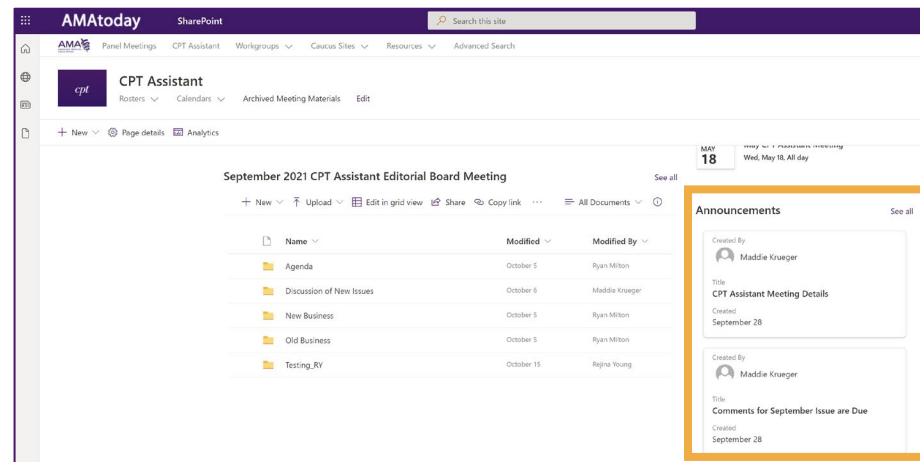 AMAtoday SharePoint Search this site
AMA Panel Meetings CPT Assistant Workgroups Caucus Sites Resources Advanced Search
cpt
CPT Assistant
Rosters Calendars Archived Meeting Materials Edit
New Page details Analytics
MAY
18
May CPT Assistant Meeting
Wed, May 18, All day
September 2021 CPT Assistant Editorial Board Meeting See all
New Upload Edit in grid view Share Copy link ... All Documents
Name Modified Modified By
Agenda October 5 Ryan Milton
Discussion of New Issues October 6 Maddie Krueger
New Business October 5 Ryan Milton
Old Business October 5 Ryan Milton
Testing_RY October 15 Rejina Young
Announcements See all
Created By
Maddie Krueger
Title
CPT Assistant Meeting Details
Created
September 28
Created By
Maddie Krueger
Title
Comments for September Issue are Due
Created
September 28